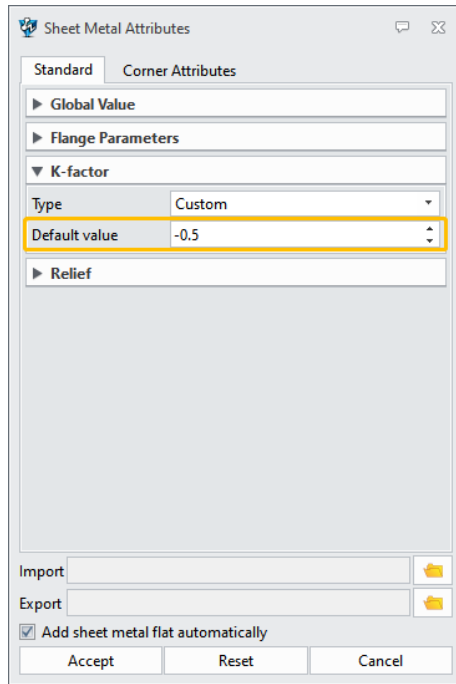 Sheet Metal Attributes
Standard Corner Attributes
Global Value
Flange Parameters
K-factor
Type Custom
Default value -0.5
Relief
Import
Export
Add sheet metal flat automatically
Accept Reset Cancel